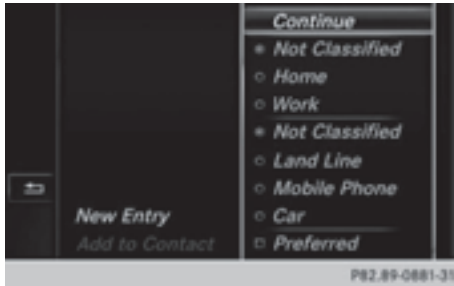 Continue
Not Classified
Home
Work
Not Classified
Land Line
Mobile Phone
New Entry
Car
Add to Contact
Preferred
P82.89-0881-31